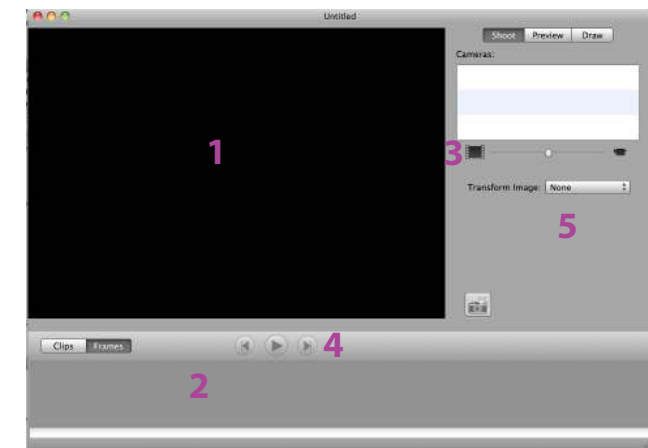 Untitled
Shoot Preview Draw
Cameras:
1
3
Transform Image: None
5
Clips Frames
4
2